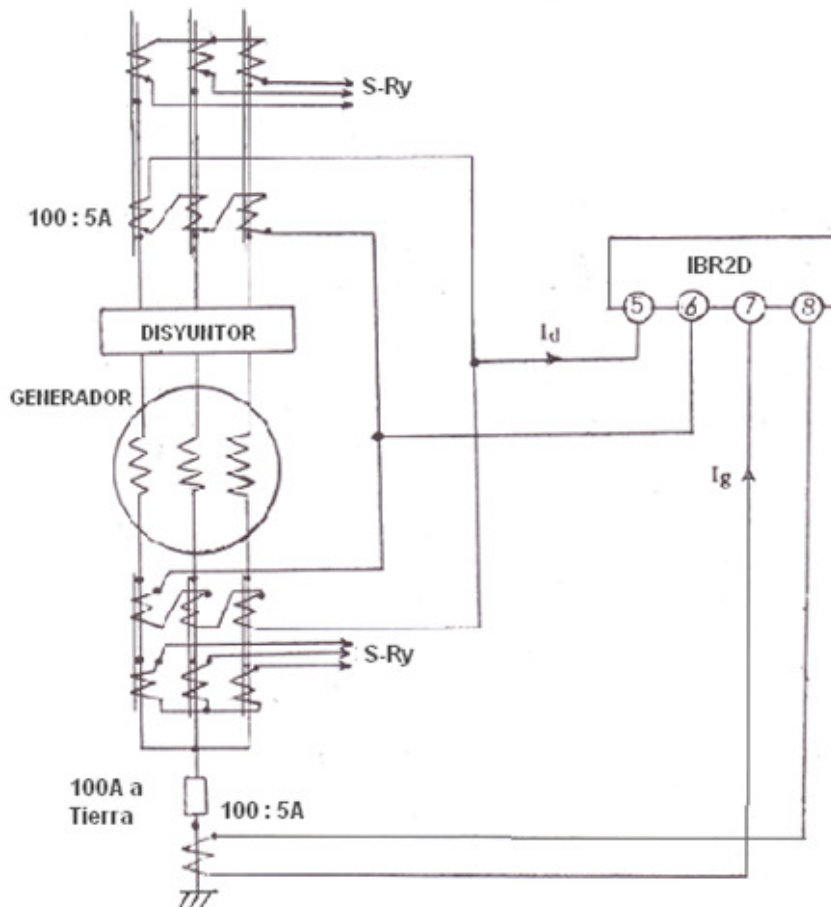 S-Ry
100 : 5A
IBR2D
5 6 7 8
DISYUNTOR
Id
GENERADOR
Ig
S-Ry
100A a
Tierra
100 : 5A